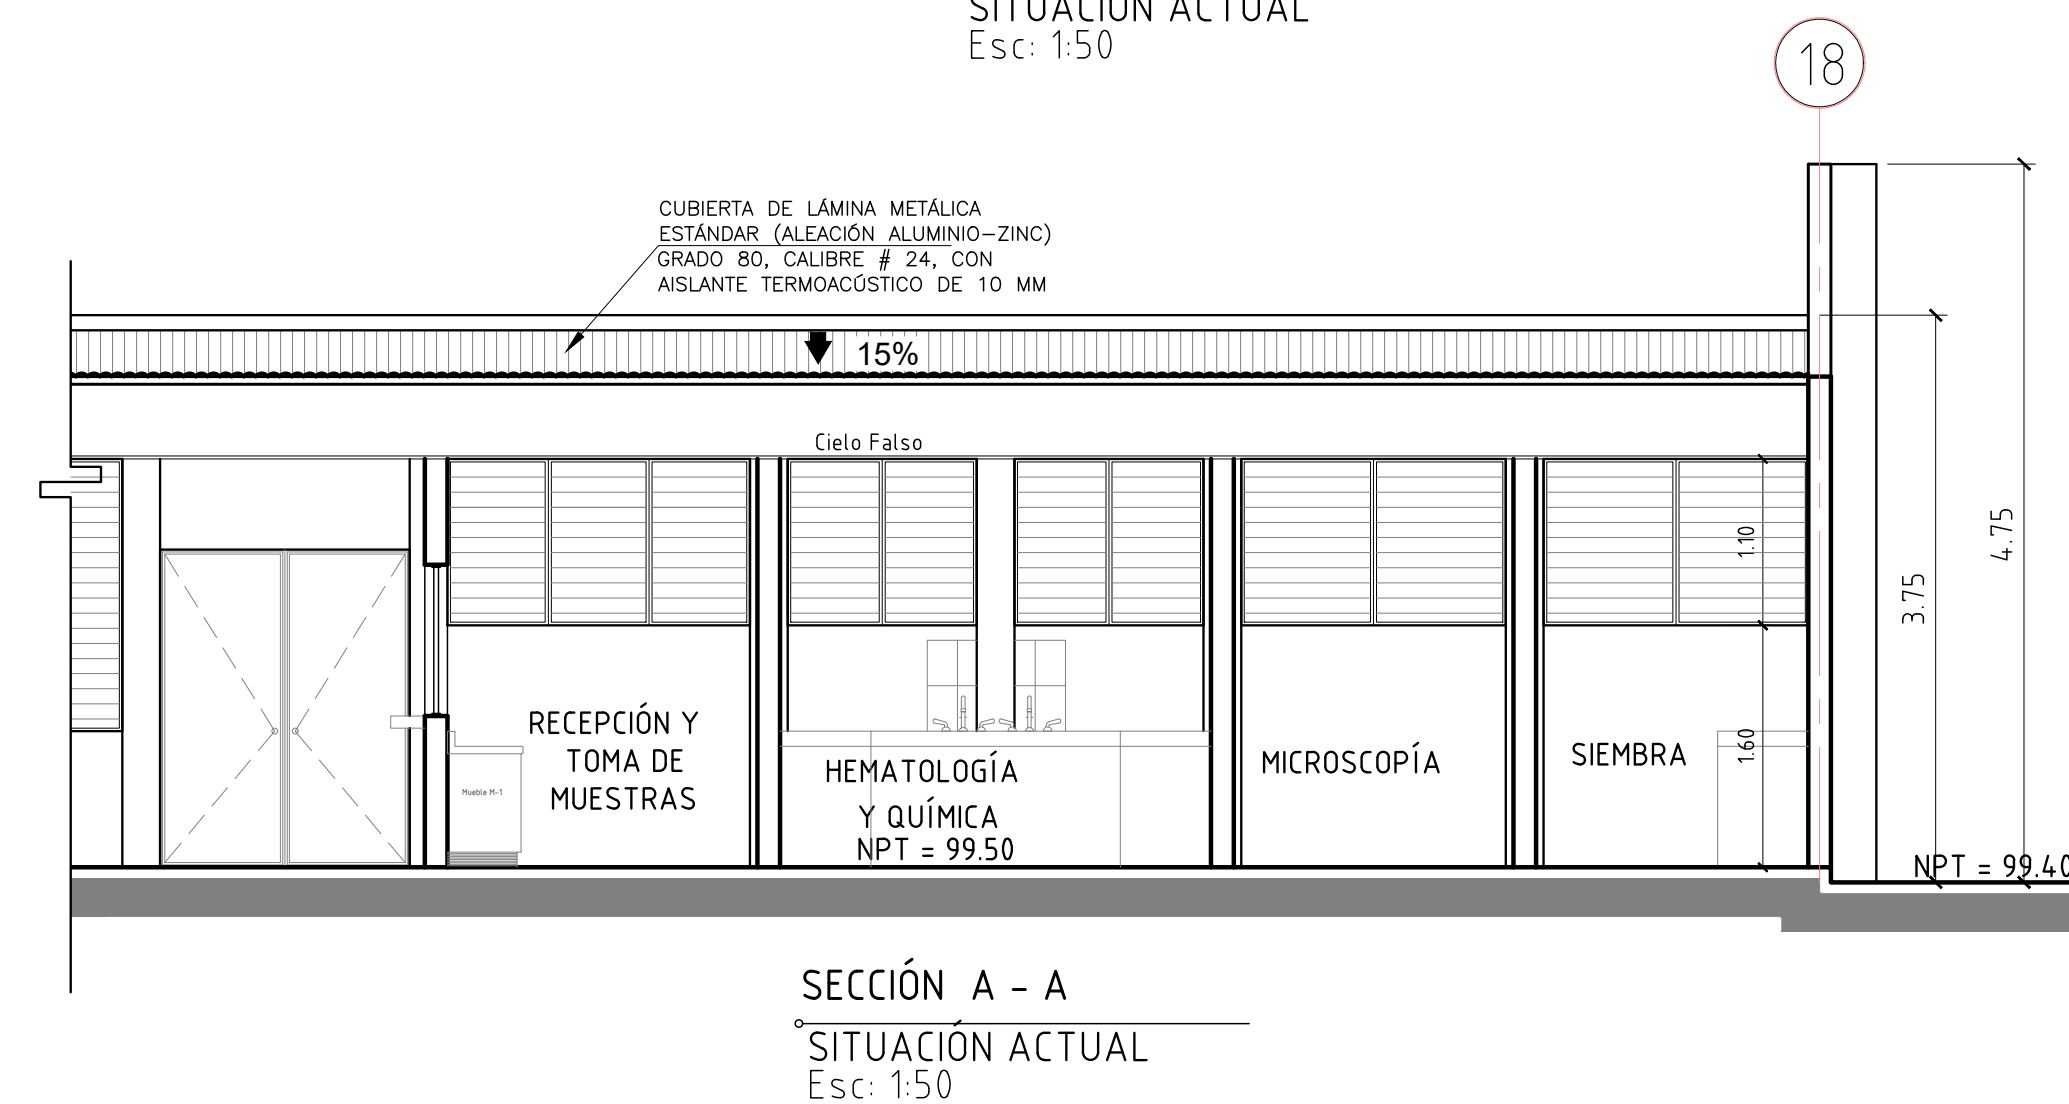 SITUACIÓN ACTUAL
Esc: 1:50
18
CUBIERTA DE LÁMINA METÁLICA
ESTÁNDAR (ALEACIÓN ALUMINIO-ZINC)
GRADO 80, CALIBRE # 24, CON
AISLANTE TERMOACÚSTICO DE 10 MM
15%
Cielo Falso
1.10
4.75
3.75
RECEPCIÓN Y
TOMA DE
MUESTRAS
Mueble M-1
HEMATOLOGÍA
Y QUÍMICA
NPT = 99.50
MICROSCOPÍA
SIEMBRA
1.60
NPT = 99.40
SECCIÓN A - A
SITUACIÓN ACTUAL
Esc: 1:50